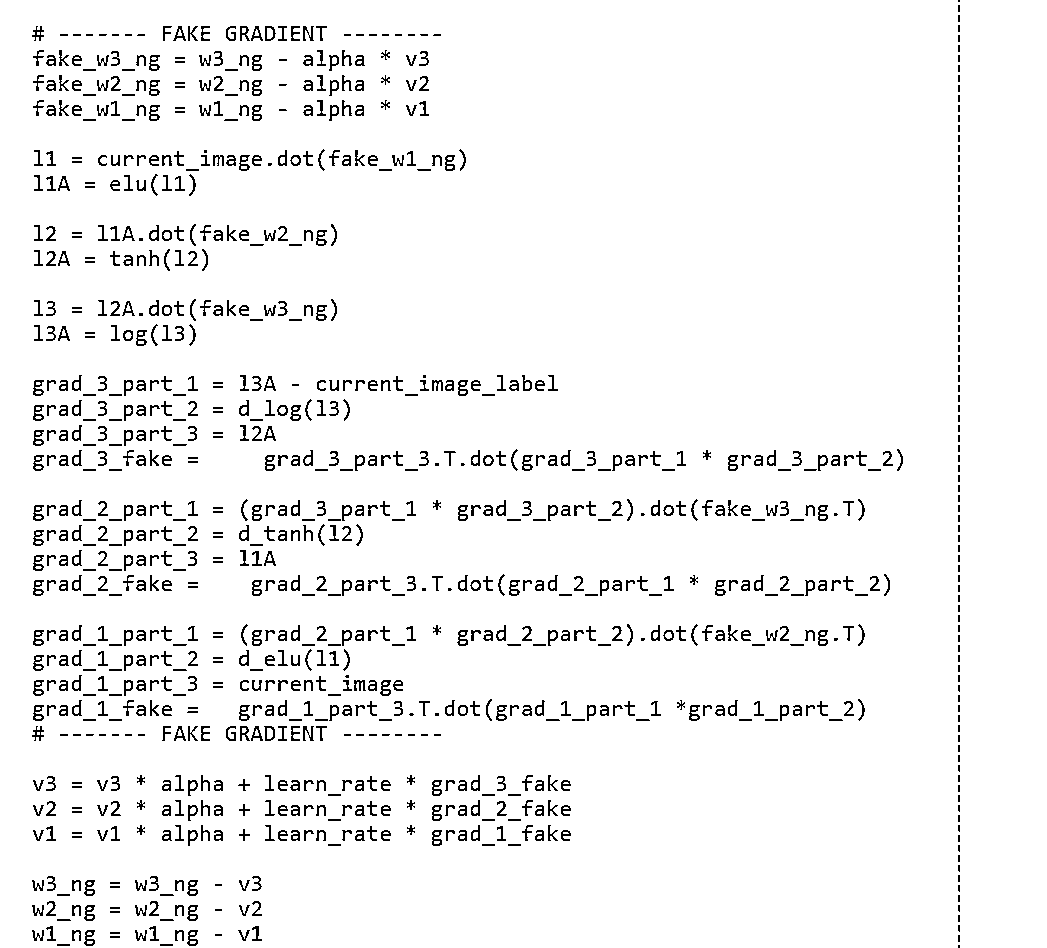 # ------- FAKE GRADIENT --------
fake_w3_ng = w3_ng - alpha * v3
fake_w2_ng = w2_ng - alpha * v2
fake_w1_ng = w1_ng - alpha * v1
l1 = current_image.dot(fake_w1_ng)
l1A = elu(l1)
l2 = l1A.dot(fake_w2_ng)
l2A = tanh(l2)
l3 = l2A.dot(fake_w3_ng)
l3A = log(l3)
grad_3_part_1 = l3A - current_image_label
grad_3_part_2 = d_log(l3)
grad_3_part_3 = l2A
grad_3_fake =     grad_3_part_3.T.dot(grad_3_part_1 * grad_3_part_2)
grad_2_part_1 = (grad_3_part_1 * grad_3_part_2).dot(fake_w3_ng.T)
grad_2_part_2 = d_tanh(l2)
grad_2_part_3 = l1A
grad_2_fake =    grad_2_part_3.T.dot(grad_2_part_1 * grad_2_part_2)
grad_1_part_1 = (grad_2_part_1 * grad_2_part_2).dot(fake_w2_ng.T)
grad_1_part_2 = d_elu(l1)
grad_1_part_3 = current_image
grad_1_fake =   grad_1_part_3.T.dot(grad_1_part_1 *grad_1_part_2)
# ------- FAKE GRADIENT --------
v3 = v3 * alpha + learn_rate * grad_3_fake
v2 = v2 * alpha + learn_rate * grad_2_fake
v1 = v1 * alpha + learn_rate * grad_1_fake
w3_ng = w3_ng - v3
w2_ng = w2_ng - v2
w1_ng = w1_ng - v1